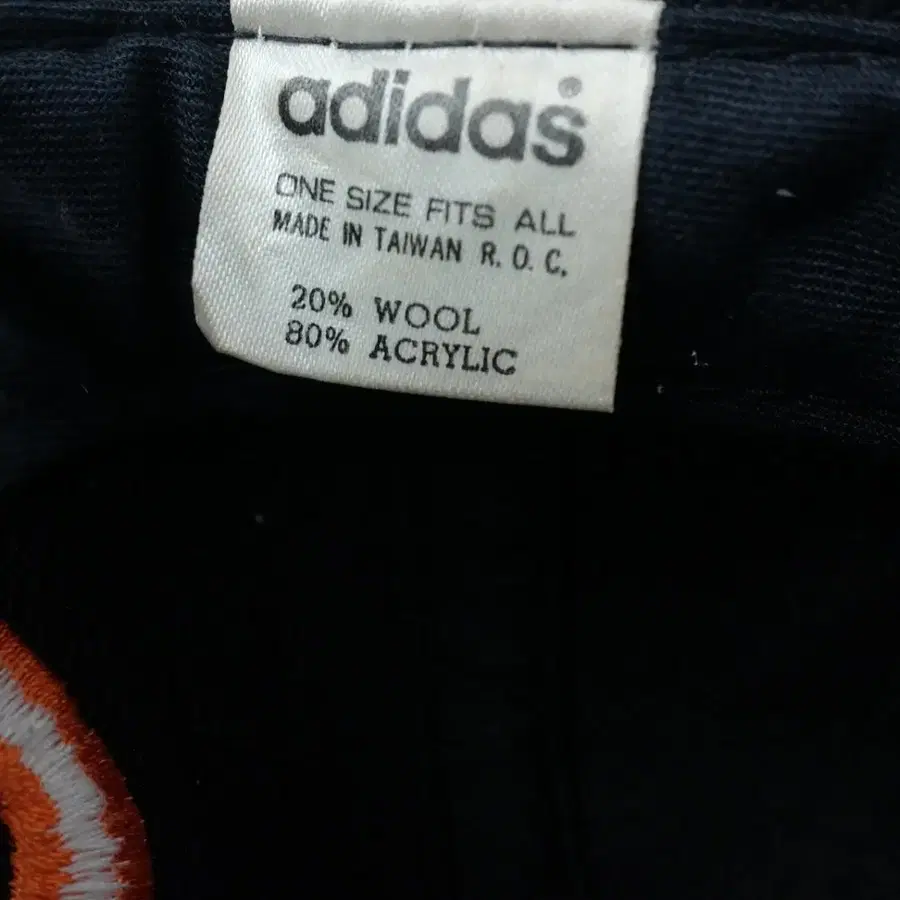 adidas®
ONE SIZE FITS ALL
MADE IN TAIWAN R. O. C.
20% WOOL
80% ACRYLIC